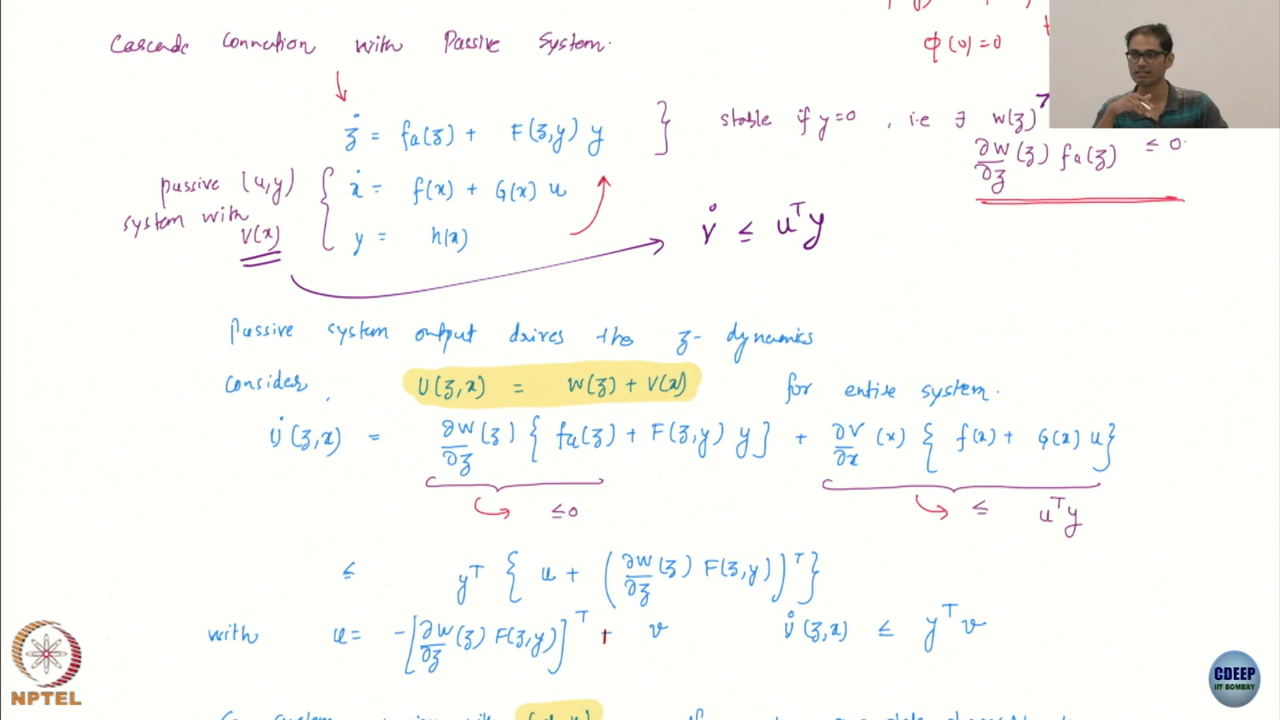 Cascade Connection with Passive System.
φ(0)=0
ż = fa(z) + F(z,y) y } stable if y=0 , i.e ∃ W(z)
∂W/∂z (z) fa(z) ≤ 0
passive (u,y) system with V(x) { ẋ = f(x) + G(x) u
y = h(x)
V̇ ≤ uᵀy
Passive system output drives the z- dynamics
consider, U(z,x) = W(z) + V(x) for entire system.
U̇(z,x) = ∂W/∂z (z) { fa(z) + F(z,y) y } + ∂V/∂x (x) { f(x) + G(x) u }
≤0 ≤ uᵀy
≤ yᵀ { u + ( ∂W/∂z (z) F(z,y) )ᵀ }
with u= -[ ∂W/∂z (z) F(z,y) ]ᵀ + v U̇(z,x) ≤ yᵀv
NPTEL
CDEEP
IIT BOMBAY